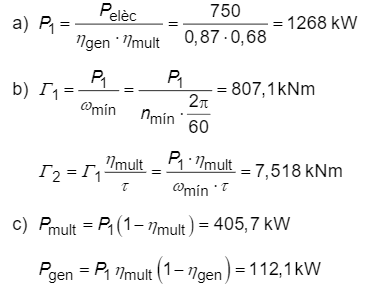 a) P₁ = Pelèc / (ηgen · ηmult) = 750 / (0,87 · 0,68) = 1268 kW
b) Γ₁ = P₁ / ωmín = P₁ / (nmín · 2π/60) = 807,1kNm
Γ₂ = Γ₁ ηmult / τ = P₁ · ηmult / (ωmín · τ) = 7,518 kNm
c) Pmult = P₁(1 − ηmult) = 405,7 kW
Pgen = P₁ ηmult (1 − ηgen) = 112,1kW